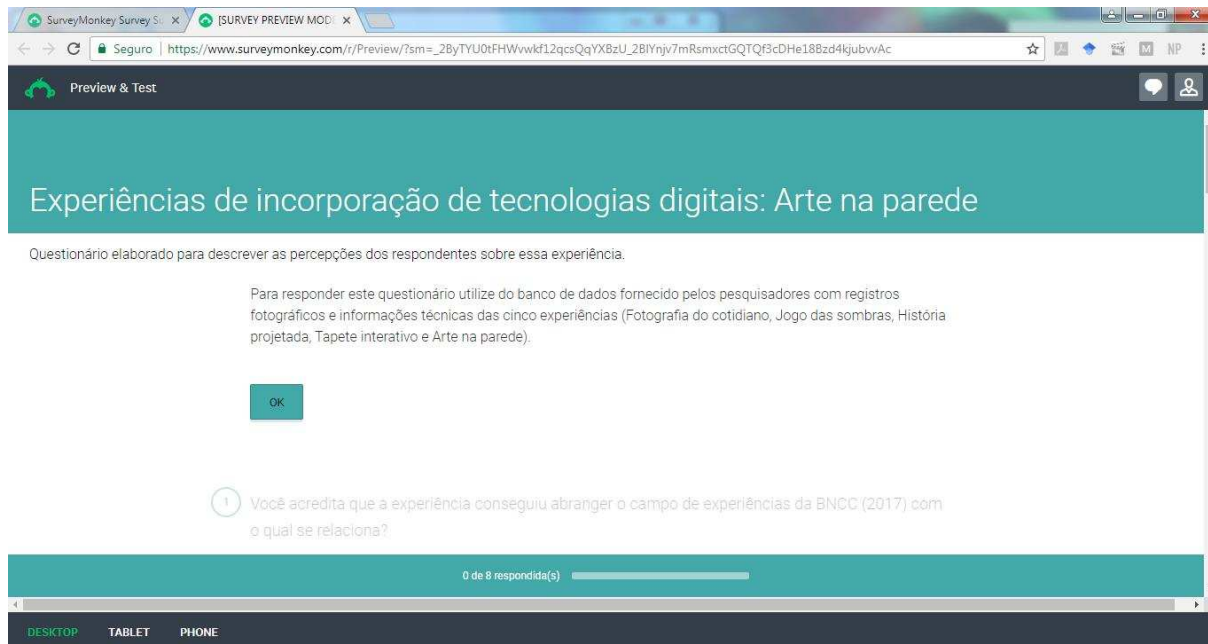 SurveyMonkey Survey S
[SURVEY PREVIEW MOD
Seguro | https://www.surveymonkey.com/r/Preview/?sm=_2ByTYU0tFHWvwkf12qcsQqYXBzU_2BIYnjv7mRsmxctGQTQf3cDHe18Bzd4kjubvvAc
M NP
Preview & Test
Experiências de incorporação de tecnologias digitais: Arte na parede
Questionário elaborado para descrever as percepções dos respondentes sobre essa experiência.
Para responder este questionário utilize do banco de dados fornecido pelos pesquisadores com registros
fotográficos e informações técnicas das cinco experiências (Fotografia do cotidiano, Jogo das sombras, História
projetada, Tapete interativo e Arte na parede).
OK
1 Você acredita que a experiência conseguiu abranger o campo de experiências da BNCC (2017) com
o qual se relaciona?
0 de 8 respondida(s)
DESKTOP TABLET PHONE